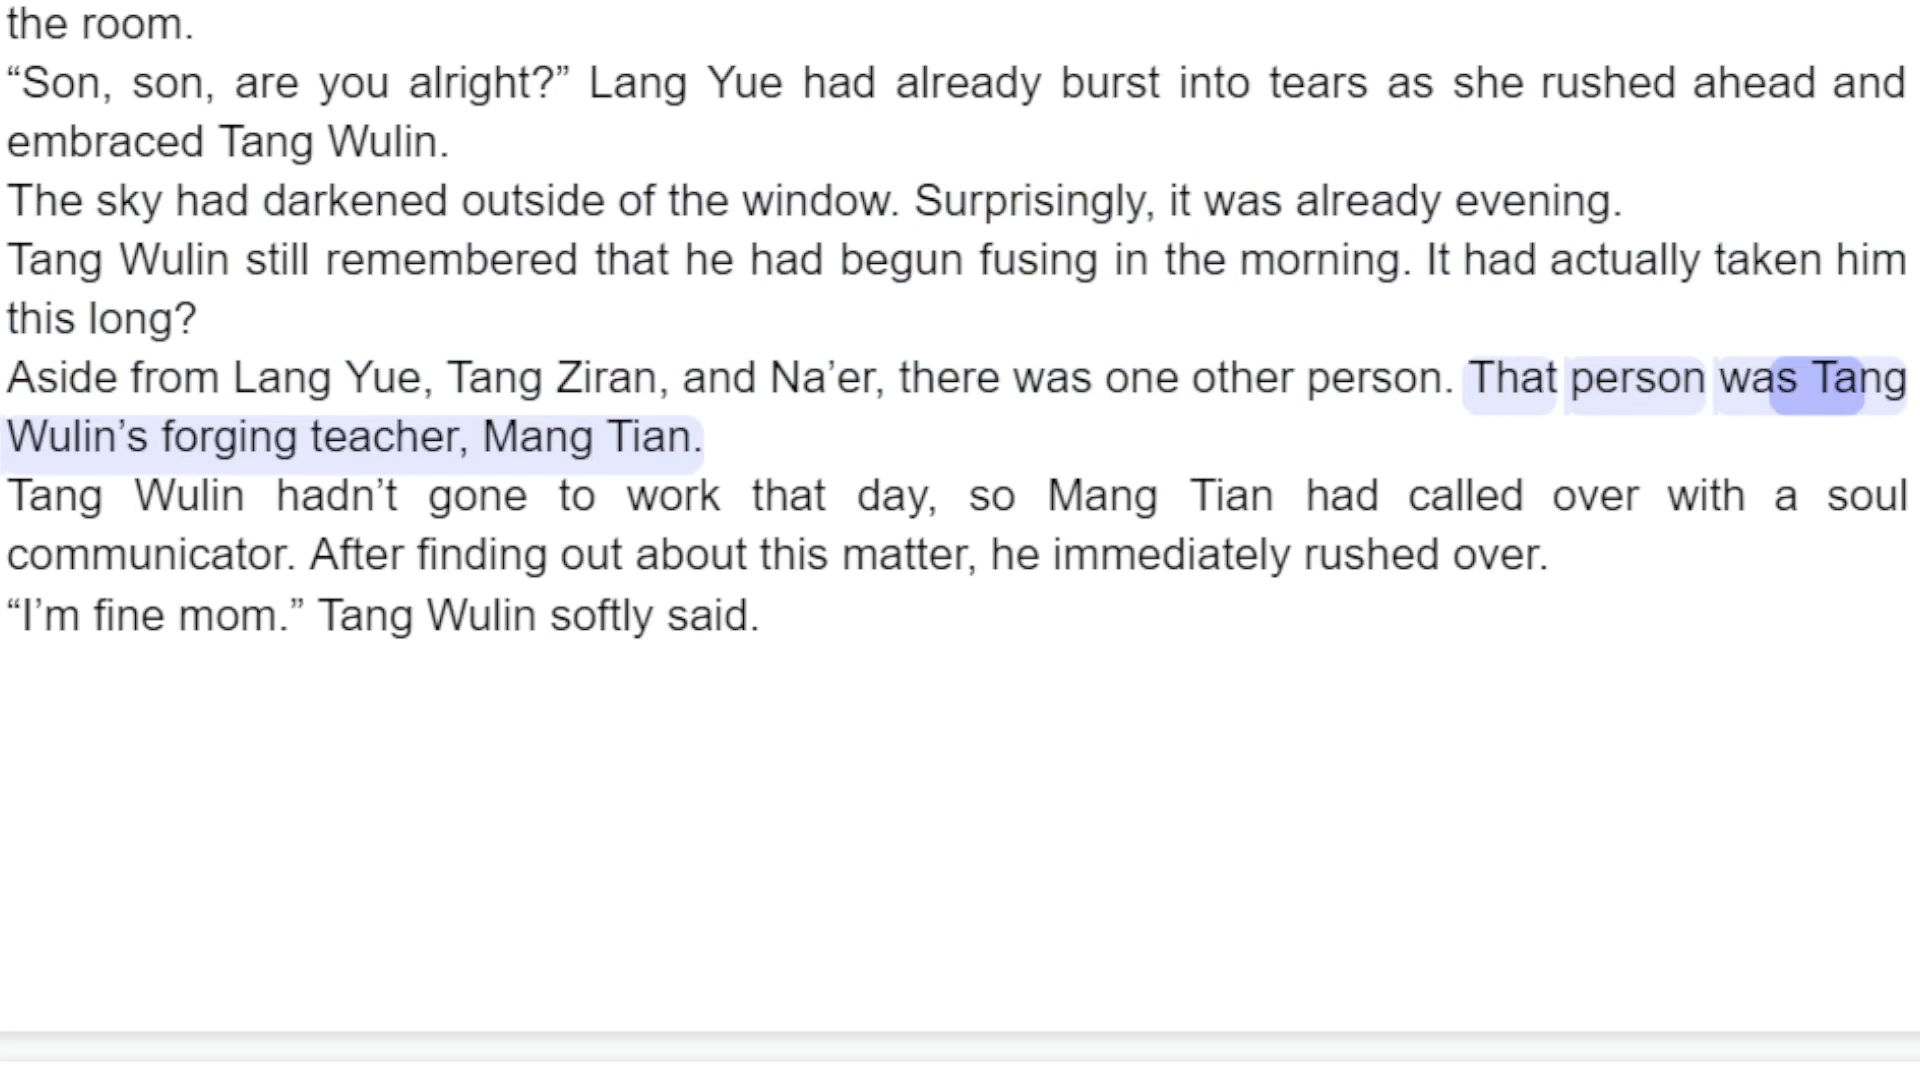 the room.
“Son, son, are you alright?” Lang Yue had already burst into tears as she rushed ahead and
embraced Tang Wulin.
The sky had darkened outside of the window. Surprisingly, it was already evening.
Tang Wulin still remembered that he had begun fusing in the morning. It had actually taken him
this long?
Aside from Lang Yue, Tang Ziran, and Na’er, there was one other person. That person was Tang
Wulin’s forging teacher, Mang Tian.
Tang Wulin hadn’t gone to work that day, so Mang Tian had called over with a soul
communicator. After finding out about this matter, he immediately rushed over.
“I’m fine mom.” Tang Wulin softly said.